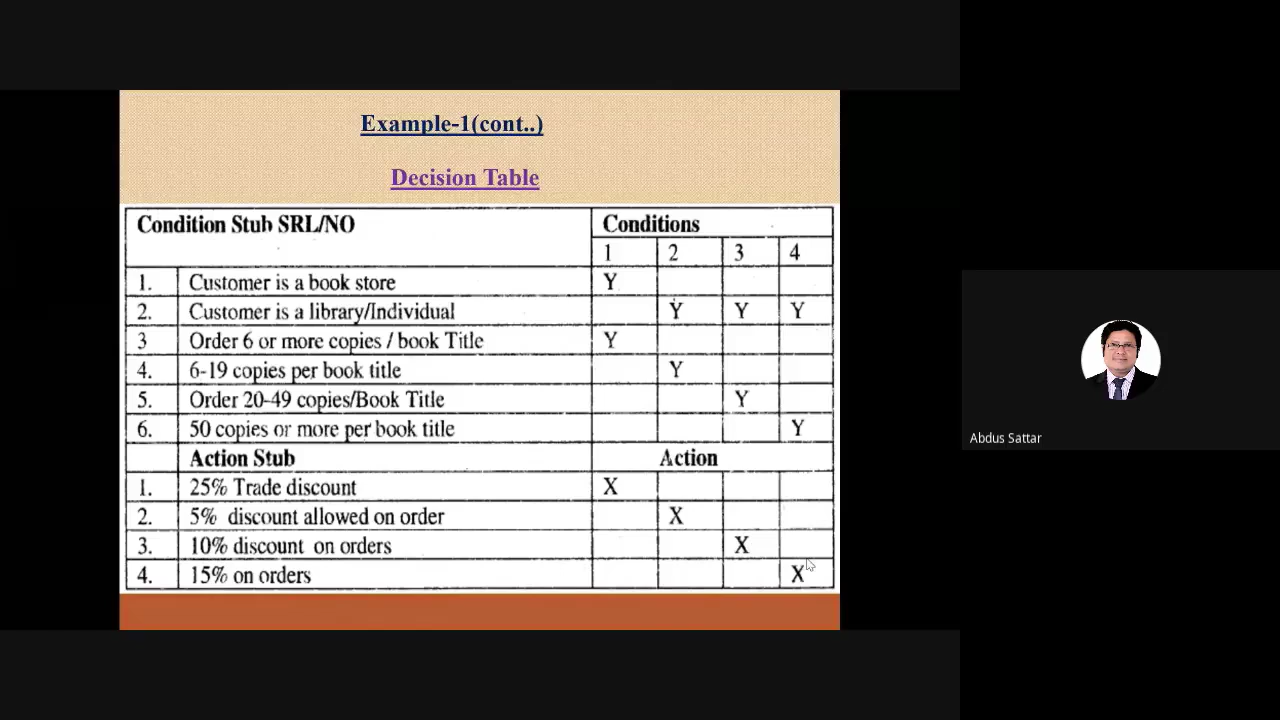 Example-1(cont..)
Decision Table
Condition Stub SRL/NO Conditions
1 2 3 4
1. Customer is a book store Y
2. Customer is a library/Individual Y Y Y
3 Order 6 or more copies / book Title Y
4. 6-19 copies per book title Y
5. Order 20-49 copies/Book Title Y
6. 50 copies or more per book title Y
Action Stub Action
1. 25% Trade discount X
2. 5% discount allowed on order X
3. 10% discount on orders X
4. 15% on orders X
Abdus Sattar